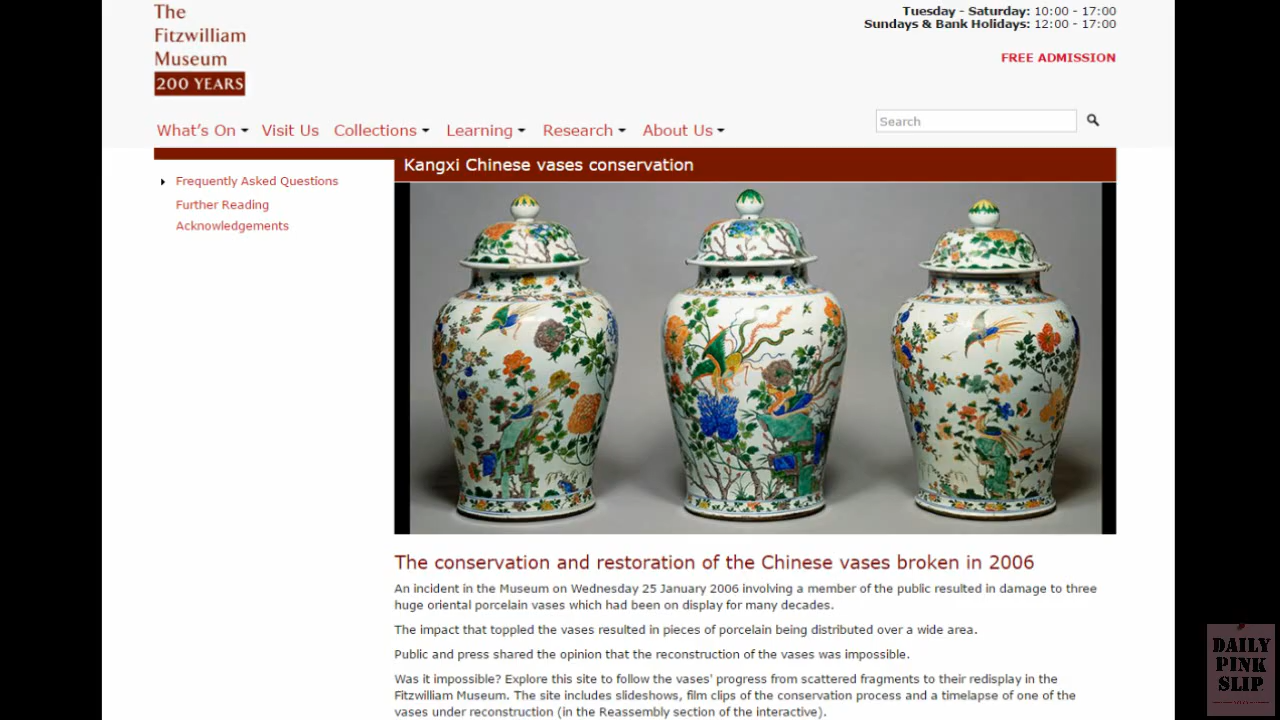 The
Fitzwilliam
Museum
200 YEARS
Tuesday - Saturday: 10:00 - 17:00
Sundays & Bank Holidays: 12:00 - 17:00
FREE ADMISSION
What's On Visit Us Collections Learning Research About Us
Search
Kangxi Chinese vases conservation
Frequently Asked Questions
Further Reading
Acknowledgements
The conservation and restoration of the Chinese vases broken in 2006
An incident in the Museum on Wednesday 25 January 2006 involving a member of the public resulted in damage to three
huge oriental porcelain vases which had been on display for many decades.
The impact that toppled the vases resulted in pieces of porcelain being distributed over a wide area.
Public and press shared the opinion that the reconstruction of the vases was impossible.
Was it impossible? Explore this site to follow the vases' progress from scattered fragments to their redisplay in the
Fitzwilliam Museum. The site includes slideshows, film clips of the conservation process and a timelapse of one of the
vases under reconstruction (in the Reassembly section of the interactive).
DAILY
PINK
SLIP